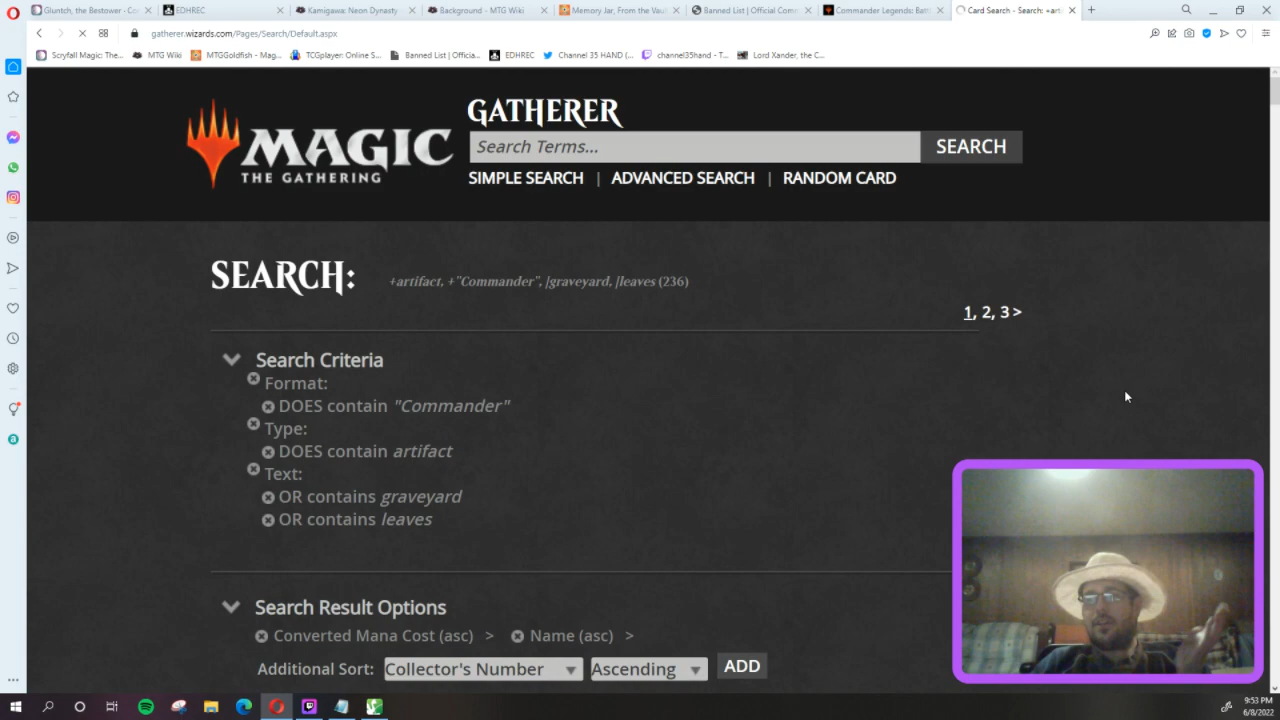 Gluntch, the Bestower - Co
EDHREC
Kamigawa: Neon Dynasty
Background - MTG Wiki
Memory Jar, From the Vau
Banned List | Official Com
Commander Legends: Batt
Card Search - Search: +art
gatherer.wizards.com/Pages/Search/Default.aspx
Scryfall Magic: The...
MTG Wiki
MTGGoldfish - Mag...
TCGplayer: Online S...
Banned List | Officia...
EDHREC
Channel 35 HAND (...
channel35hand - T...
Lord Xander, the C...
MAGIC
THE GATHERING
GATHERER
Search Terms...
SEARCH
SIMPLE SEARCH | ADVANCED SEARCH | RANDOM CARD
SEARCH: +artifact, +"Commander", |graveyard, |leaves (236)
1, 2, 3 >
Search Criteria
Format:
DOES contain "Commander"
Type:
DOES contain artifact
Text:
OR contains graveyard
OR contains leaves
Search Result Options
Converted Mana Cost (asc) > Name (asc) >
Additional Sort: Collector's Number Ascending ADD
9:53 PM
6/8/2022